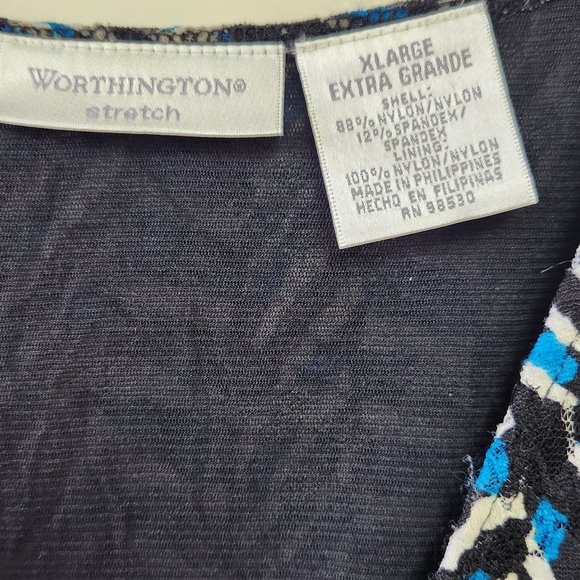 WORTHINGTON®
stretch
XLARGE
EXTRA GRANDE
SHELL:
88% NYLON/NYLON
12% SPANDEX/
SPANDEX
LINING:
100% NYLON/NYLON
MADE IN PHILIPPINES
HECHO EN FILIPINAS
RN 98530